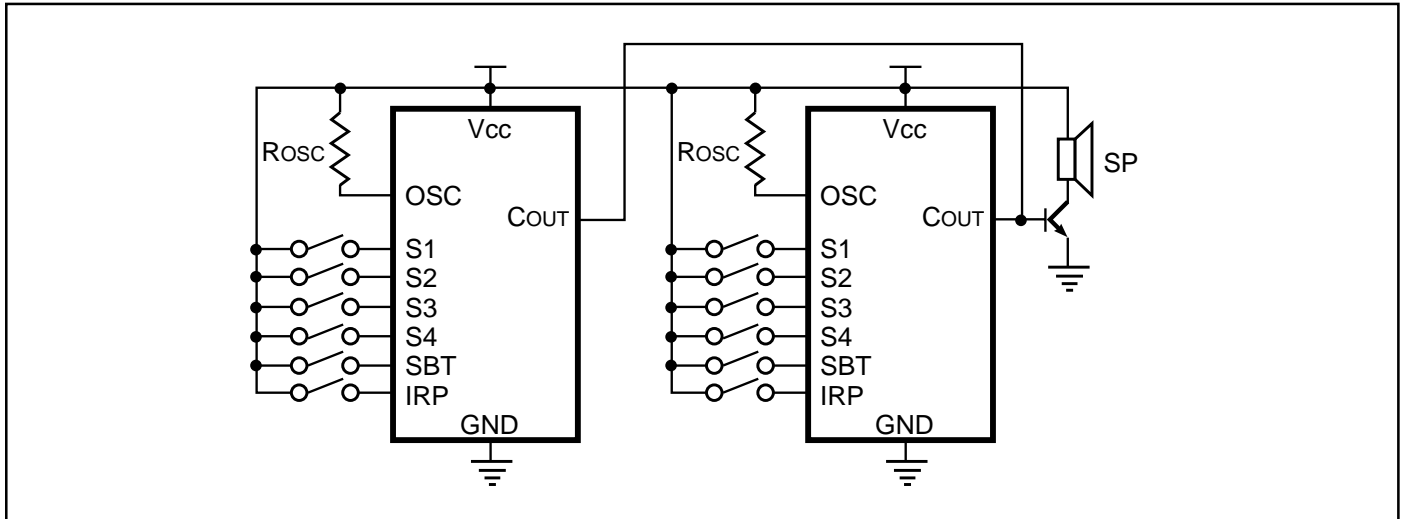 Vcc
ROSC
OSC
COUT
S1
S2
S3
S4
SBT
IRP
GND
Vcc
ROSC
OSC
COUT
S1
S2
S3
S4
SBT
IRP
GND
SP